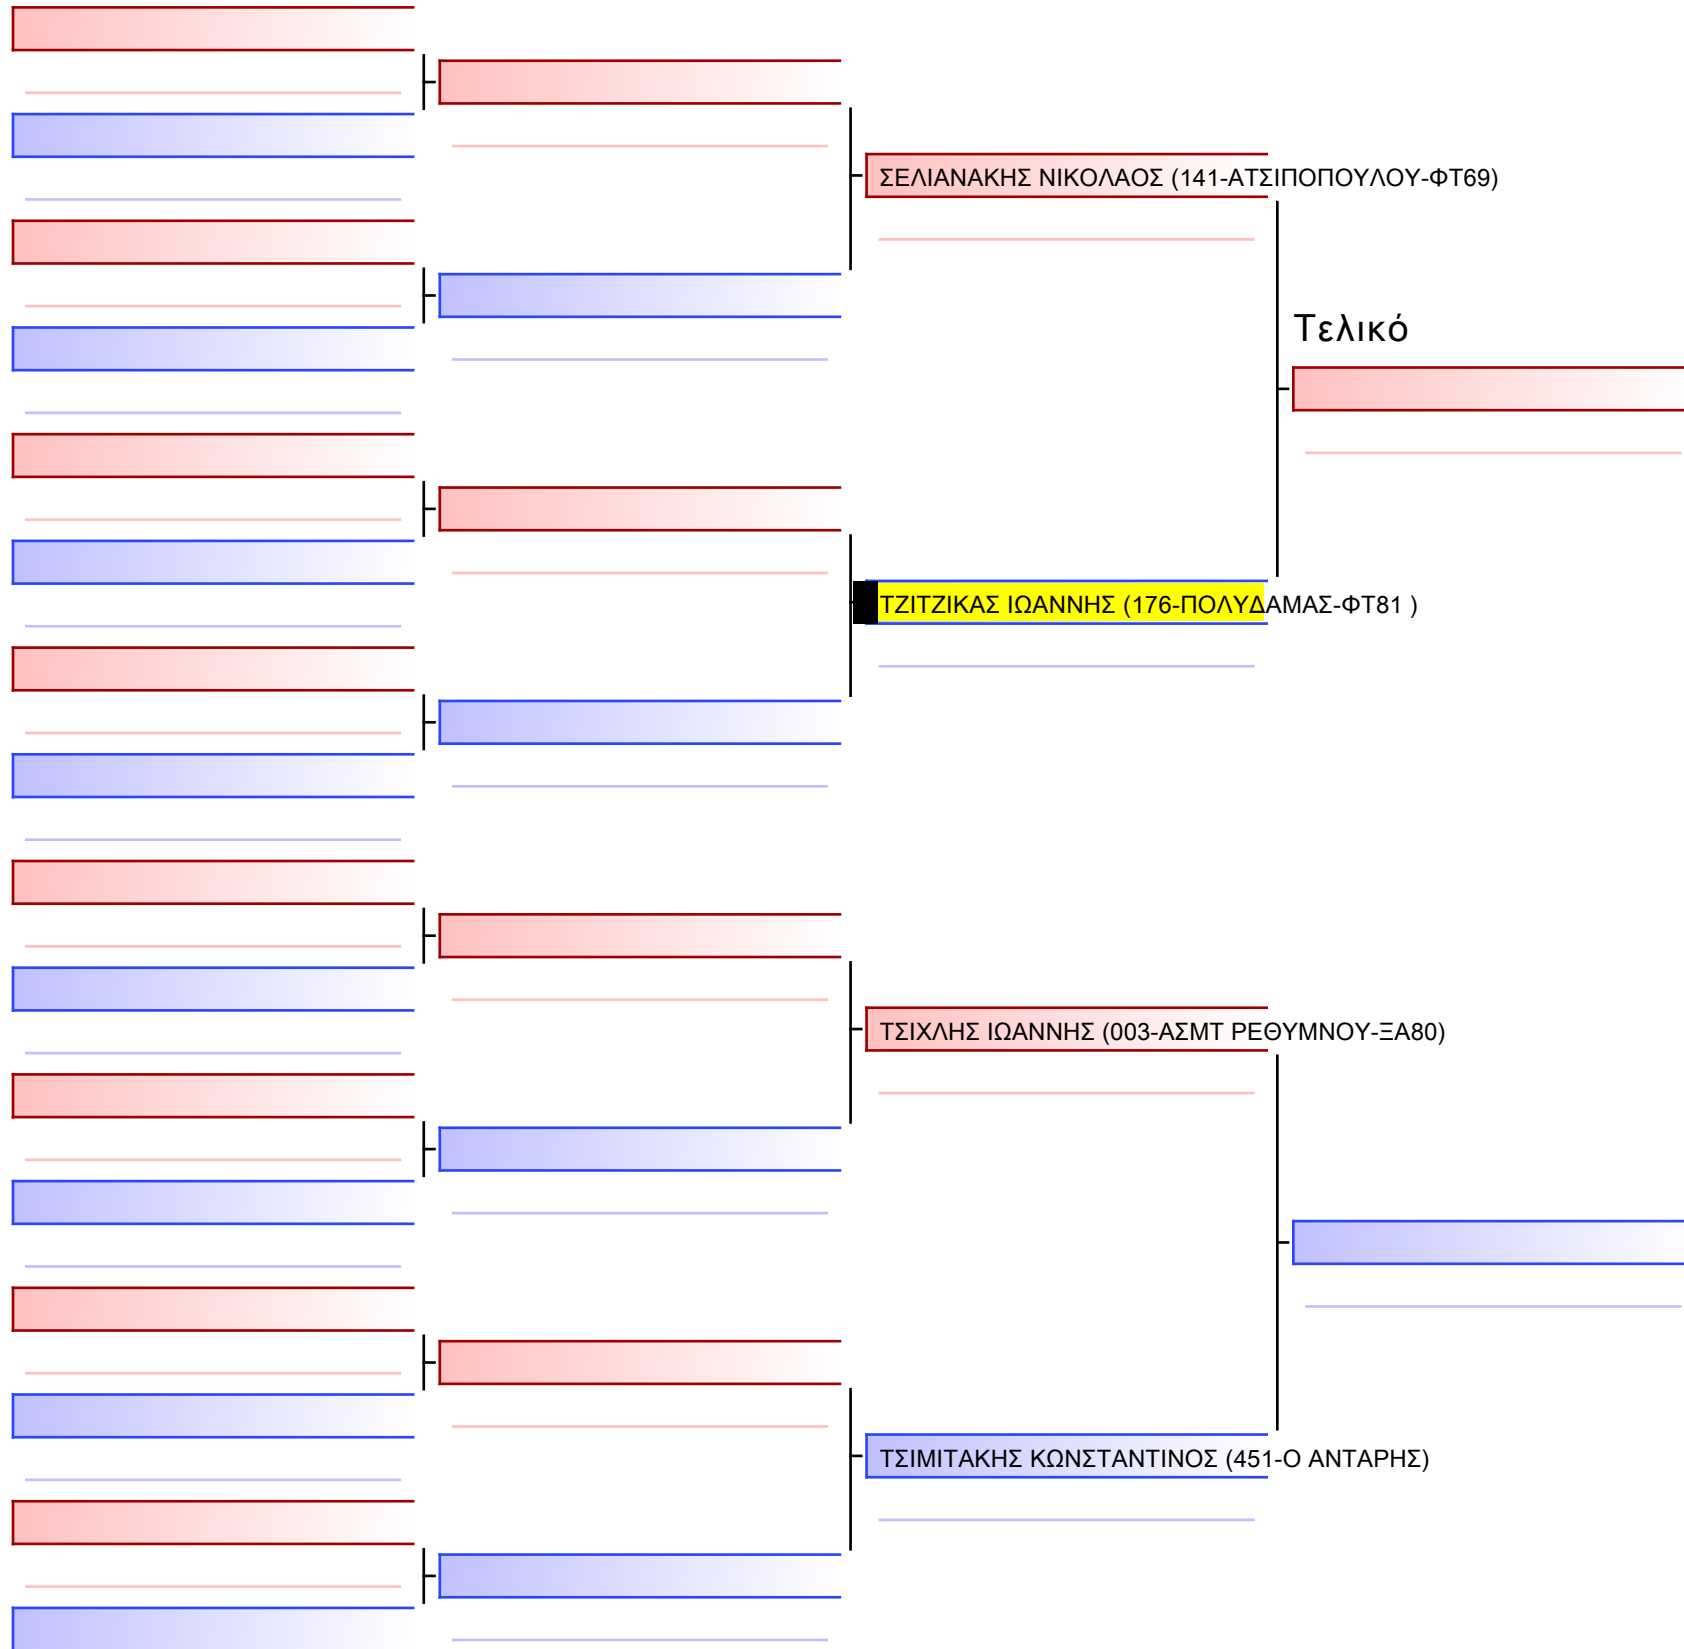 ΣΕΛΙΑΝΑΚΗΣ ΝΙΚΟΛΑΟΣ (141-ΑΤΣΙΠΟΠΟΥΛΟΥ-ΦΤ69)
Τελικό
ΤΖΙΤΖΙΚΑΣ ΙΩΑΝΝΗΣ (176-ΠΟΛΥΔΑΜΑΣ-ΦΤ81 )
ΤΣΙΧΛΗΣ ΙΩΑΝΝΗΣ (003-ΑΣΜΤ ΡΕΘΥΜΝΟΥ-ΞΑ80)
ΤΣΙΜΙΤΑΚΗΣ ΚΩΝΣΤΑΝΤΙΝΟΣ (451-Ο ΑΝΤΑΡΗΣ)